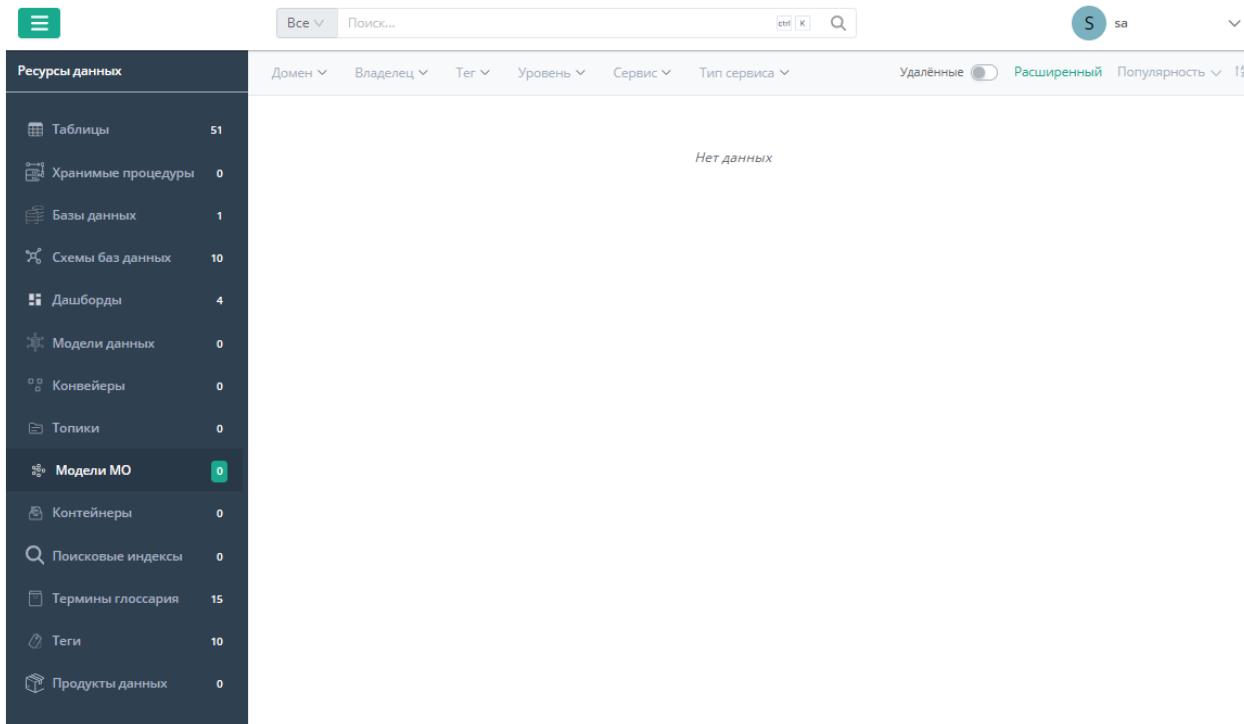 Все Поиск... ctrl K S sa
Ресурсы данных
Домен Владелец Тег Уровень Сервис Тип сервиса Удалённые Расширенный Популярность
Таблицы 51
Хранимые процедуры 0
Базы данных 1
Схемы баз данных 10
Дашборды 4
Модели данных 0
Конвейеры 0
Топики 0
Модели МО 0
Контейнеры 0
Поисковые индексы 0
Термины глоссария 15
Теги 10
Продукты данных 0
Нет данных